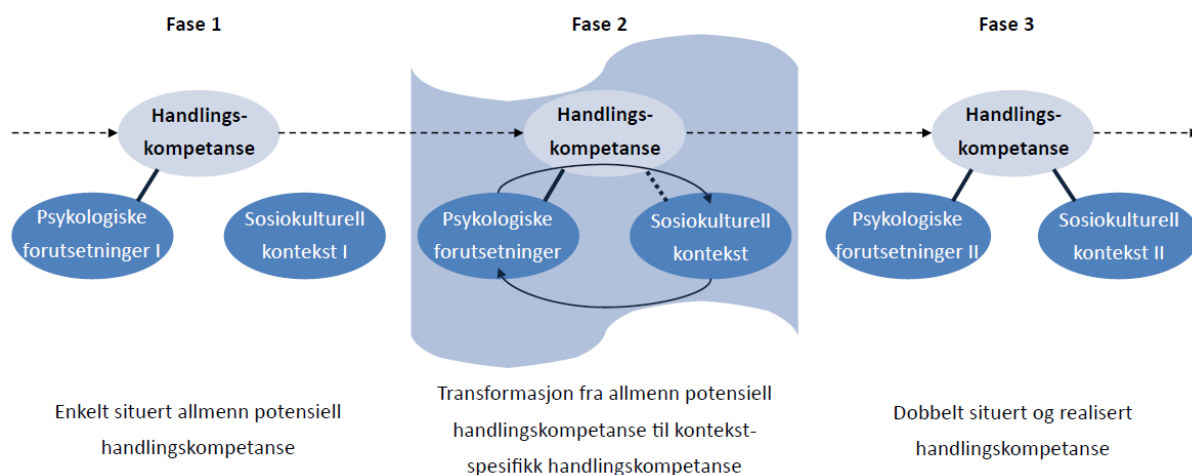 Fase 1
Fase 2
Fase 3
Handlings-
kompetanse
Psykologiske
forutsetninger I
Sosiokulturell
kontekst I
Handlings-
kompetanse
Psykologiske
forutsetninger
Sosiokulturell
kontekst
Handlings-
kompetanse
Psykologiske
forutsetninger II
Sosiokulturell
kontekst II
Enkelt situert allmenn potensiell
handlingskompetanse
Transformasjon fra allmenn potensiell
handlingskompetanse til kontekst-
spesifikk handlingskompetanse
Dobbelt situert og realisert
handlingskompetanse